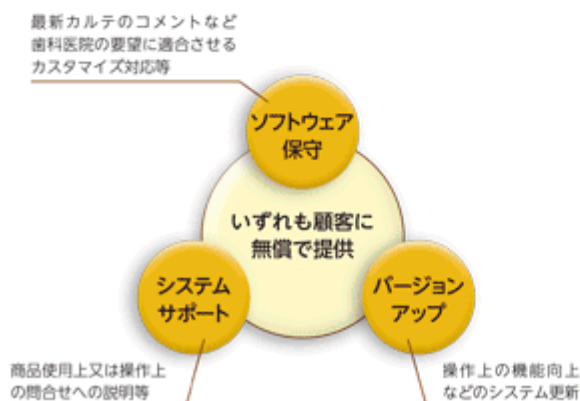 最新カルテのコメントなど
歯科医院の要望に適合させる
カスタマイズ対応等
ソフトウェア
保守
いずれも顧客に
無償で提供
システム
サポート
バージョン
アップ
商品使用上又は操作上
の問合せへの説明等
操作上の機能向上
などのシステム更新